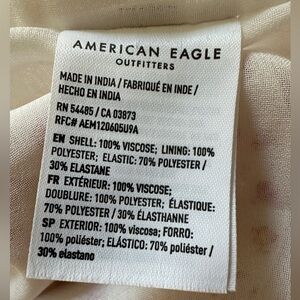 AMERICAN EAGLE
OUTFITTERS
MADE IN INDIA / FABRIQUÉ EN INDE /
HECHO EN INDIA
RN 54485 / CA 03873
RFC# AEM120605U9A
EN SHELL: 100% VISCOSE; LINING: 100%
POLYESTER; ELASTIC: 70% POLYESTER /
30% ELASTANE
FR EXTÉRIEUR: 100% VISCOSE;
DOUBLURE: 100% POLYESTER; ÉLASTIQUE:
70% POLYESTER / 30% ÉLASTHANNE
SP EXTERIOR: 100% viscosa; FORRO:
100% poliéster; ELÁSTICO: 70% poliéster /
30% elastano